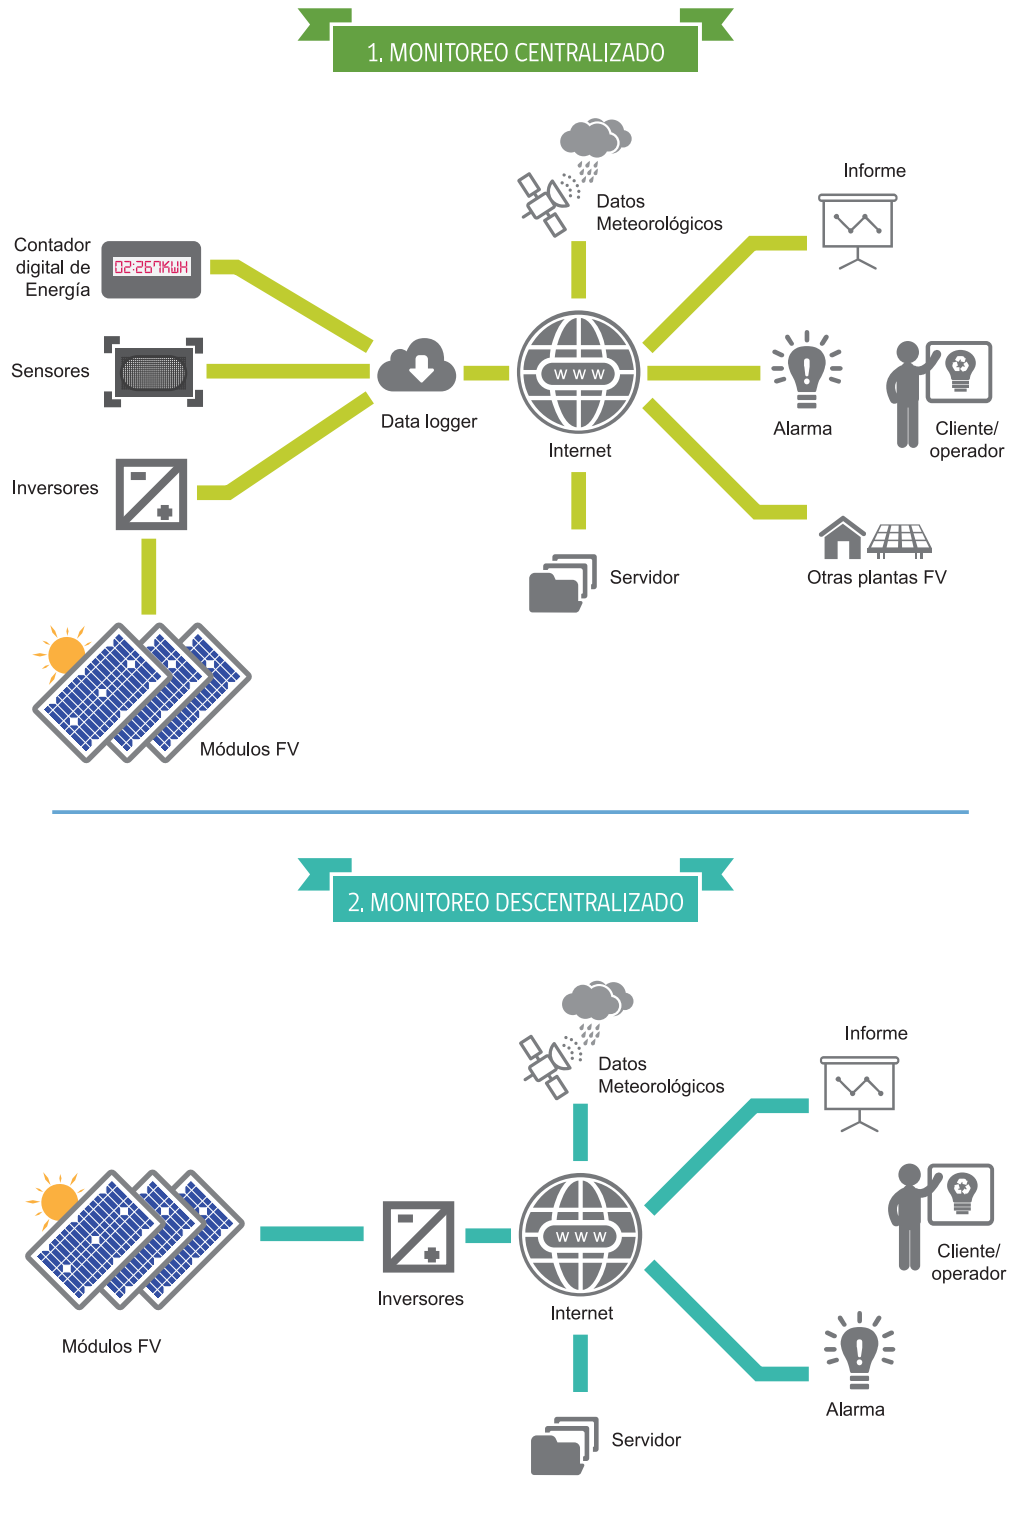 1. MONITOREO CENTRALIZADO
Informe
Datos
Meteorológicos
Contador
digital de
Energía
02:267KWH
Sensores
Data logger
www
Internet
Alarma
Cliente/
operador
Inversores
Servidor
Otras plantas FV
Módulos FV
2. MONITOREO DESCENTRALIZADO
Informe
Datos
Meteorológicos
www
Cliente/
operador
Inversores
Internet
Módulos FV
Alarma
Servidor